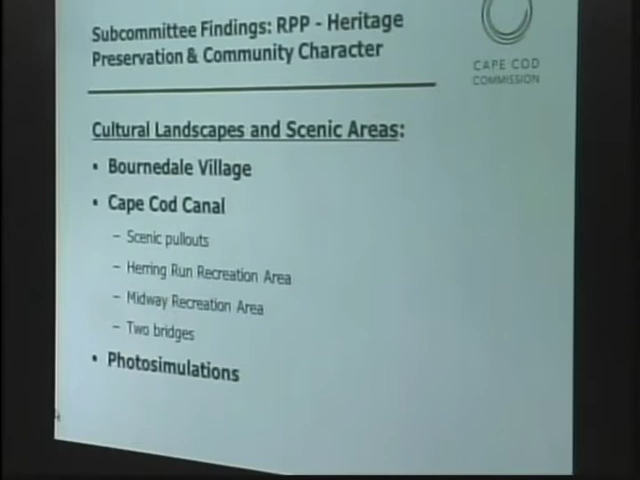 Subcommittee Findings: RPP - Heritage
Preservation & Community Character
CAPE COD
COMMISSION
Cultural Landscapes and Scenic Areas:
• Bournedale Village
• Cape Cod Canal
– Scenic pullouts
– Herring Run Recreation Area
– Midway Recreation Area
– Two bridges
• Photosimulations